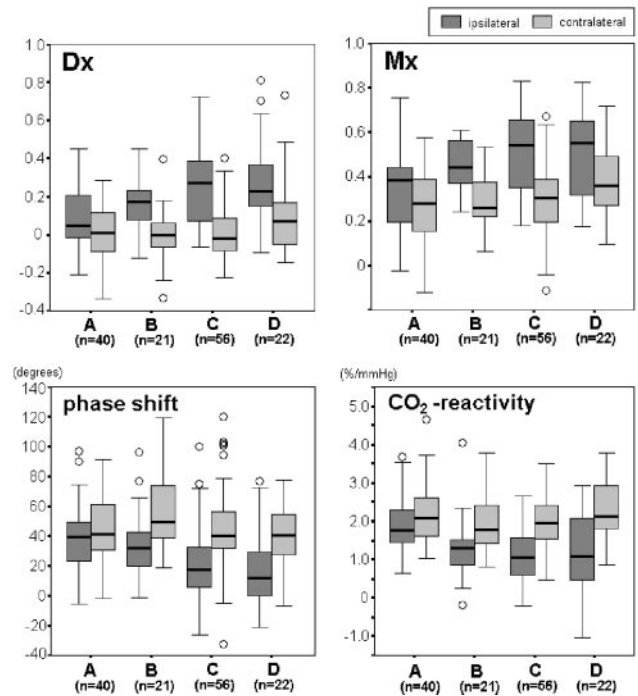 ipsilateral contralateral
Dx
1.0
0.8
0.4
0.2
0
-0.2
-0.4
A B C D
(n=40) (n=21) (n=56) (n=22)
Mx
1.0
0.8
0.6
0.4
0.2
0
A B C D
(n=40) (n=21) (n=56) (n=22)
(degrees)
phase shift
140
120
100
80
60
40
20
0
-20
-40
A B C D
(n=40) (n=21) (n=56) (n=22)
(%/mmHg)
CO₂ -reactivity
5.0
4.0
3.0
2.0
1.0
0
-1.0
A B C D
(n=40) (n=21) (n=56) (n=22)